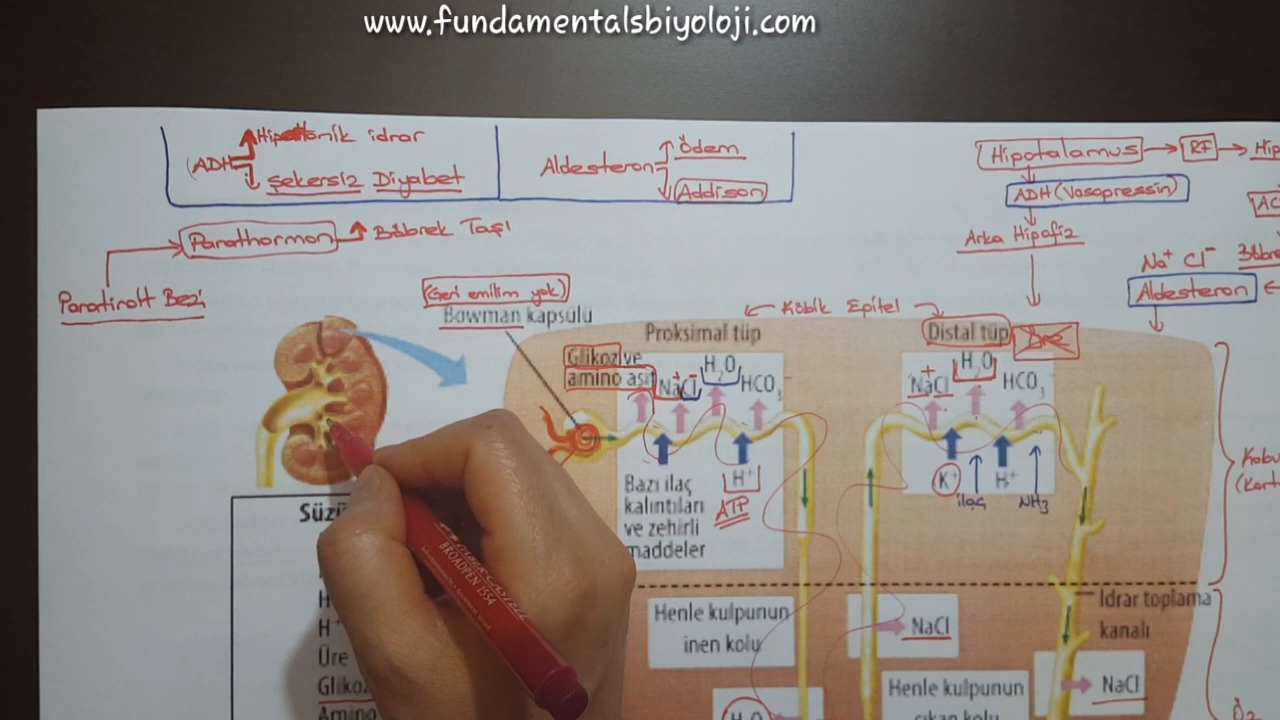 www.fundamentalsbiyoloji.com
ADH
idrar
şekersiz Diyabet
Aldesteron
Ödem
Addison
Hipotalamus
RF
ADH (Vasopressin)
Arka Hipofiz
Parathormon
Böbrek Taşı
Paratiroit Bezi
Na+ Cl-
Aldesteron
(Geri emilim yok)
Bowman kapsülü
Kübik Epitel
Proksimal tüp
Distal tüp
Glikoz ve
amino asit
NaCl
+ -
H₂O
HCO₃⁻
NaCl
+
H₂O
HCO₃⁻
Bazı ilaç
kalıntıları
ve zehirli
maddeler
H+
ATP
K+
ilaç
H+
NH₃
H+
Üre
Henle kulpunun
inen kolu
NaCl
İdrar toplama
kanalı
Henle kulpunun
çıkan kolu
NaCl
H₂O